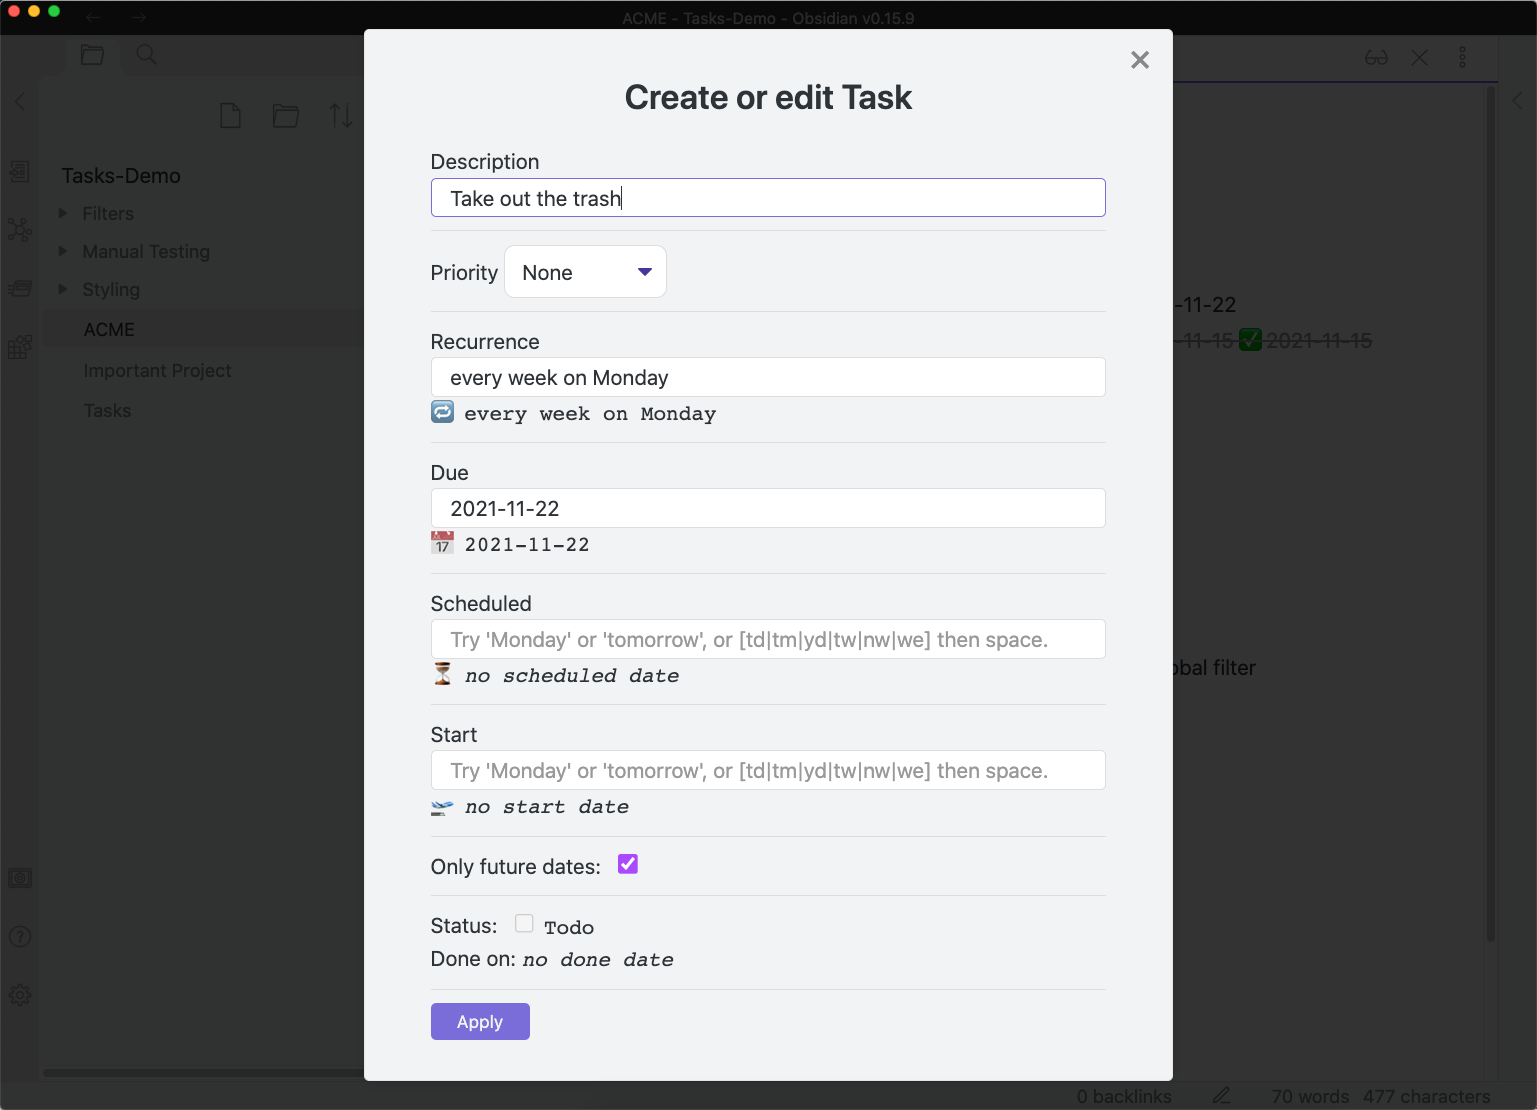 ACME - Tasks-Demo - Obsidian v0.15.9
Tasks-Demo
Filters
Manual Testing
Styling
ACME
Important Project
Tasks
Create or edit Task
Description
Take out the trash
Priority None
Recurrence
every week on Monday
every week on Monday
Due
2021-11-22
17 2021-11-22
Scheduled
Try 'Monday' or 'tomorrow', or [td|tm|yd|tw|nw|we] then space.
no scheduled date
Start
Try 'Monday' or 'tomorrow', or [td|tm|yd|tw|nw|we] then space.
no start date
Only future dates:
Status: Todo
Done on: no done date
Apply
-11-22
-11-15 ✅ 2021-11-15
obal filter
0 backlinks 70 words 477 characters